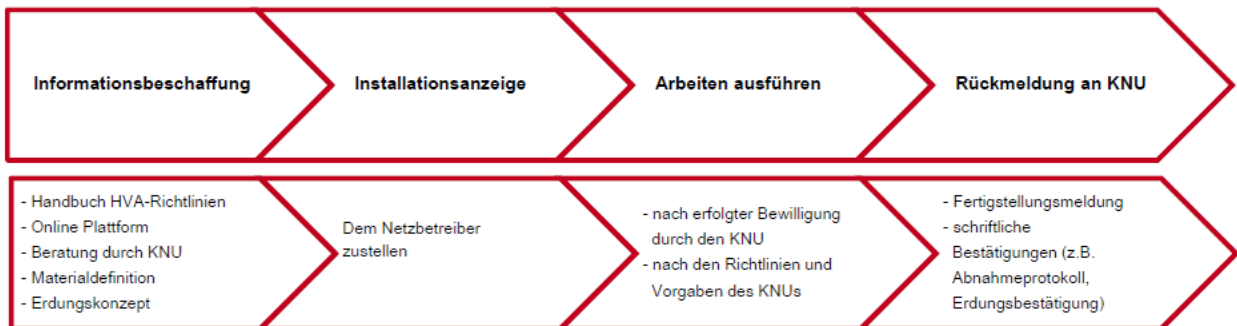 Informationsbeschaffung
Installationsanzeige
Arbeiten ausführen
Rückmeldung an KNU
- Handbuch HVA-Richtlinien
- Online Plattform
- Beratung durch KNU
- Materialdefinition
- Erdungskonzept
Dem Netzbetreiber
zustellen
- nach erfolgter Bewilligung
durch den KNU
- nach den Richtlinien und
Vorgaben des KNUs
- Fertigstellungsmeldung
- schriftliche
Bestätigungen (z.B.
Abnahmeprotokoll,
Erdungsbestätigung)